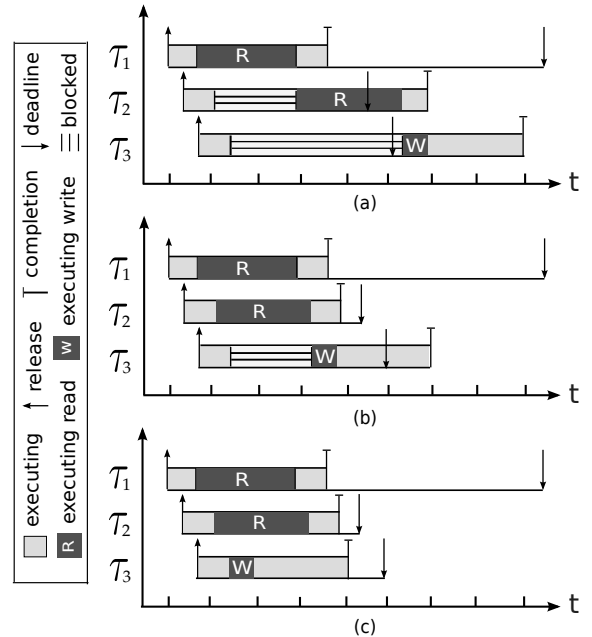 executing
release
completion
deadline
R executing read
W executing write
blocked
τ1
R
τ2
R
τ3
W
t
(a)
τ1
R
τ2
R
τ3
W
t
(b)
τ1
R
τ2
R
τ3
W
t
(c)